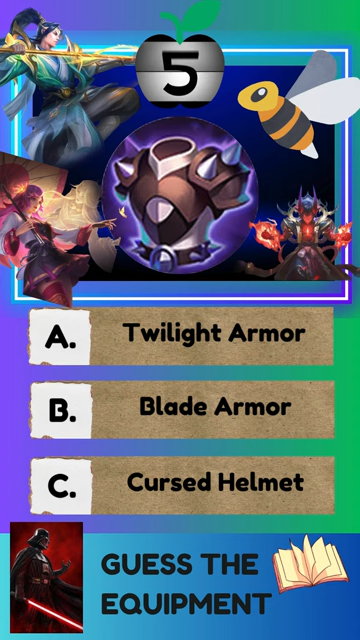 5
A. Twilight Armor
B. Blade Armor
C. Cursed Helmet
GUESS THE
EQUIPMENT